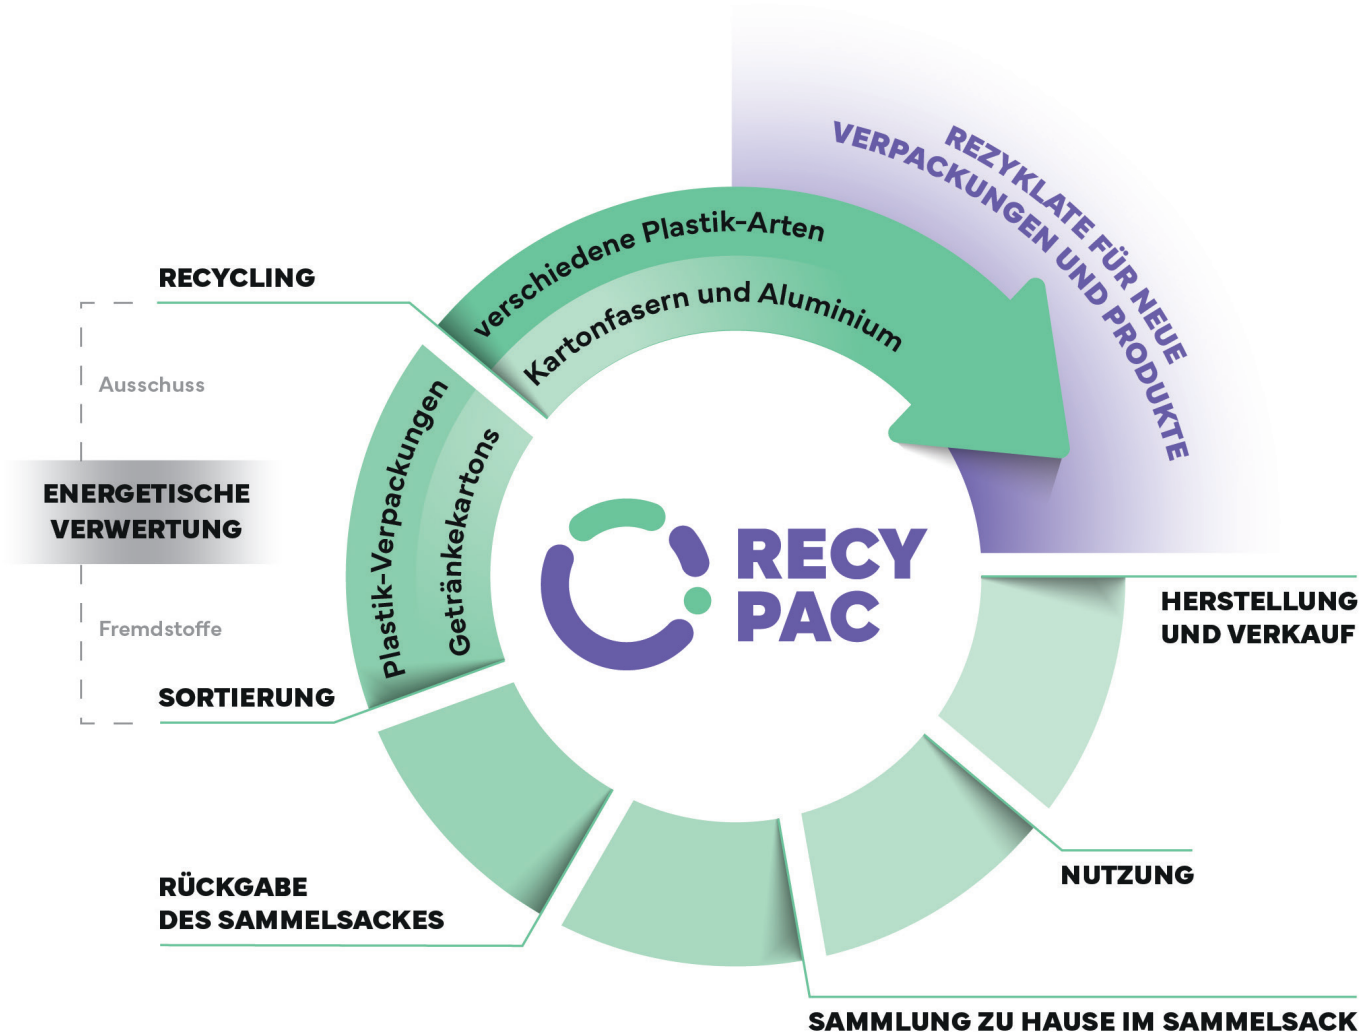 REZYKLATE FÜR NEUE
VERPACKUNGEN UND PRODUKTE
verschiedene Plastik-Arten
Kartonfasern und Aluminium
RECYCLING
Ausschuss
ENERGETISCHE
VERWERTUNG
Fremdstoffe
Plastik-Verpackungen
Getränkekartons
SORTIERUNG
RECY
PAC
HERSTELLUNG
UND VERKAUF
NUTZUNG
RÜCKGABE
DES SAMMELSACKES
SAMMLUNG ZU HAUSE IM SAMMELSACK